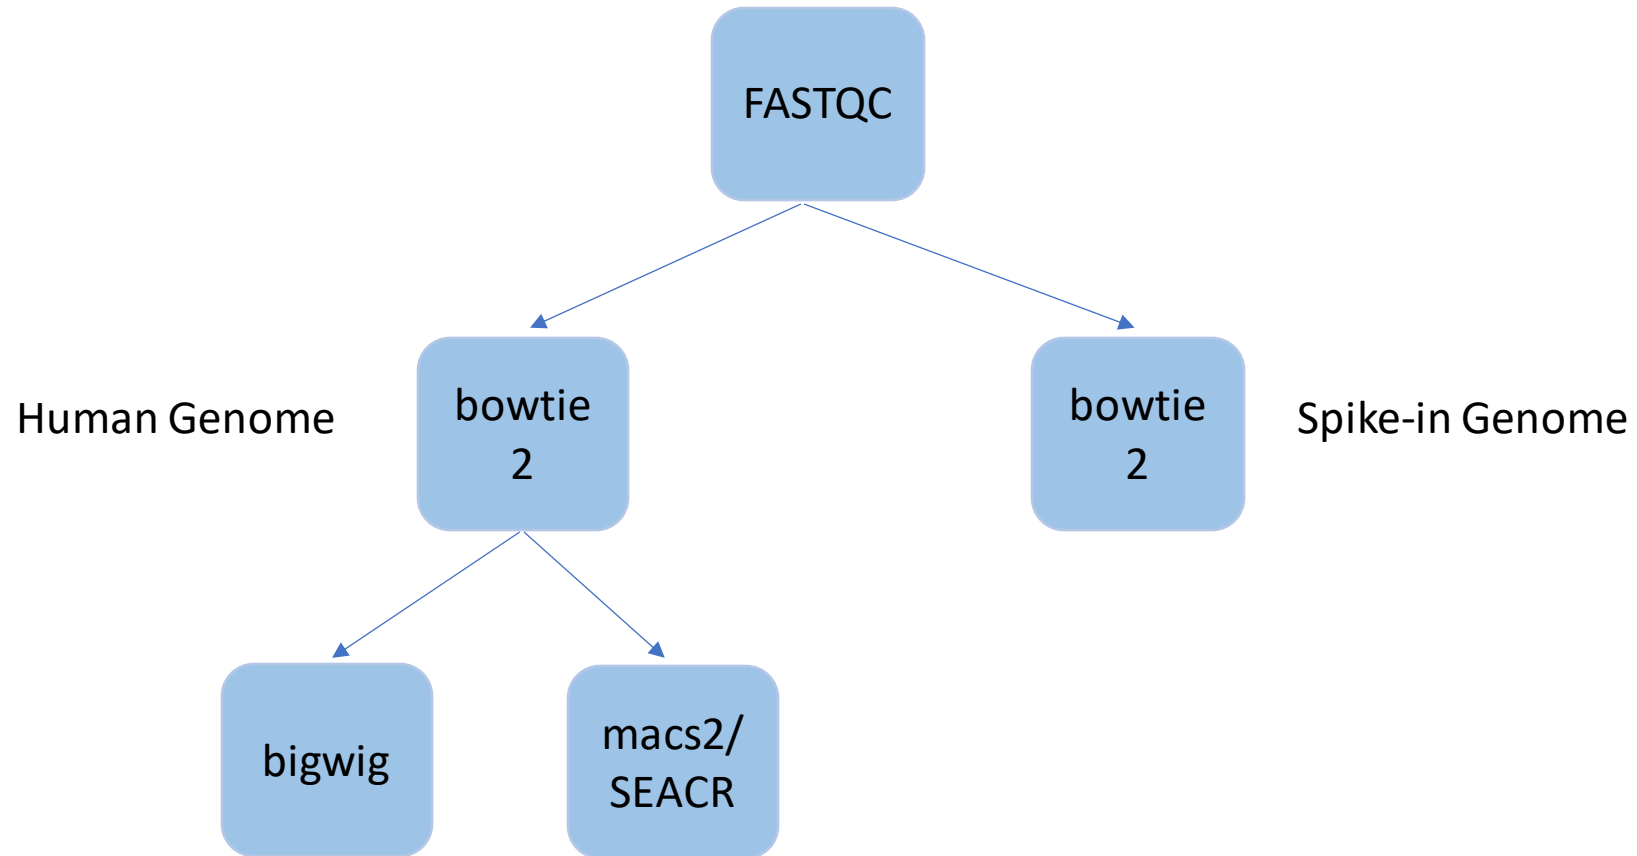 FASTQC
Human Genome
bowtie
2
bowtie
2
Spike-in Genome
bigwig
macs2/
SEACR